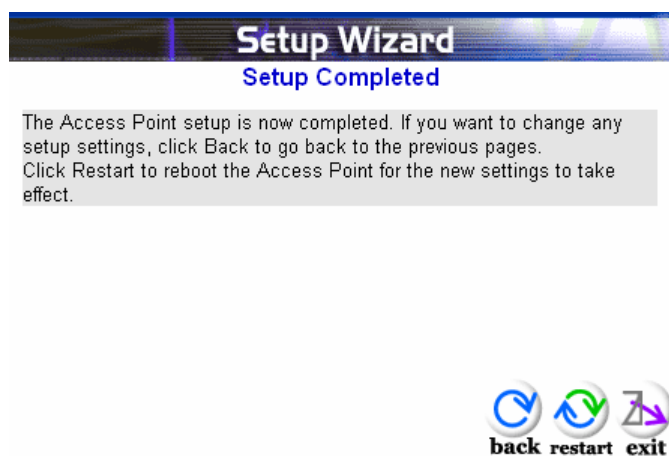 Setup Wizard
Setup Completed
The Access Point setup is now completed. If you want to change any
setup settings, click Back to go back to the previous pages.
Click Restart to reboot the Access Point for the new settings to take
effect.
back restart exit